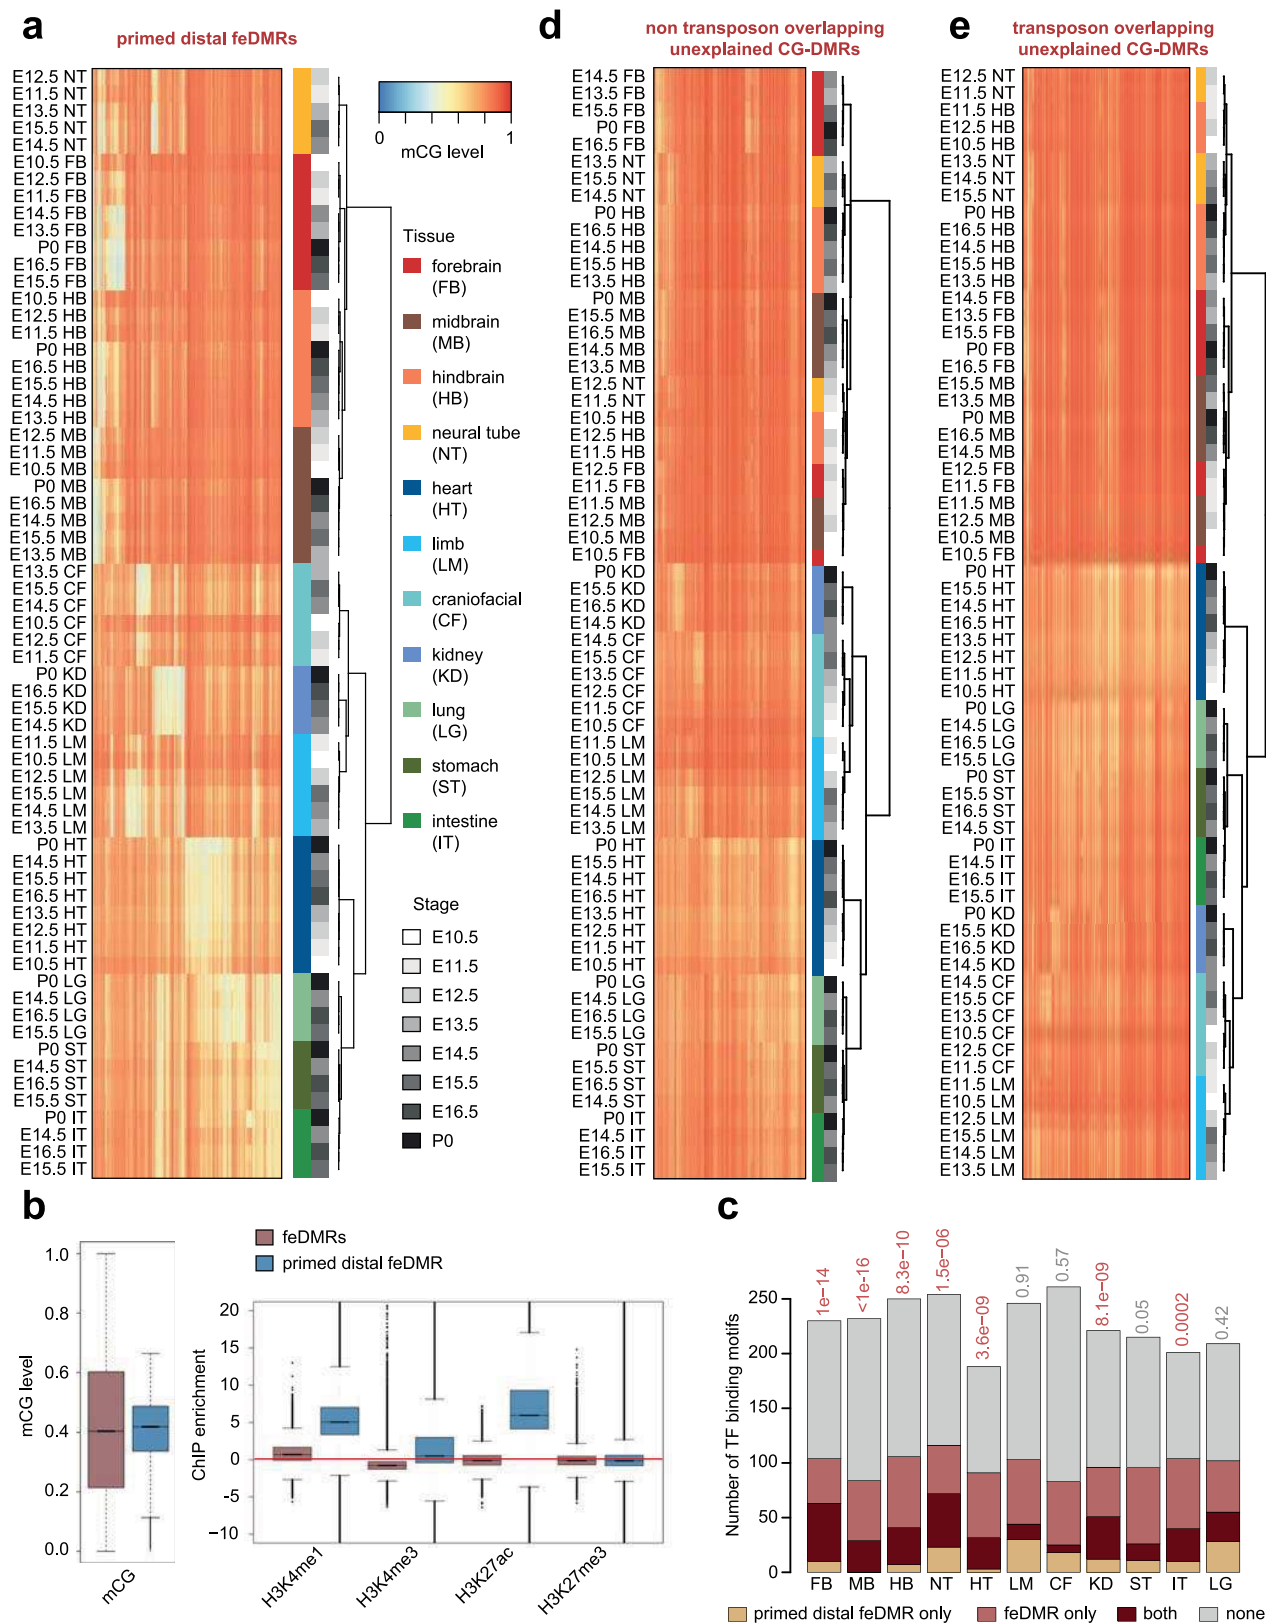 a
primed distal feDMRs
E12.5 NT
E11.5 NT
E13.5 NT
E15.5 NT
E14.5 NT
E10.5 FB
E12.5 FB
E11.5 FB
E14.5 FB
E13.5 FB
P0 FB
E16.5 FB
E15.5 FB
E10.5 HB
E12.5 HB
E11.5 HB
P0 HB
E16.5 HB
E15.5 HB
E14.5 HB
E13.5 HB
E12.5 MB
E11.5 MB
E10.5 MB
P0 MB
E16.5 MB
E14.5 MB
E15.5 MB
E13.5 MB
E13.5 CF
E15.5 CF
E14.5 CF
E10.5 CF
E12.5 CF
E11.5 CF
P0 KD
E16.5 KD
E15.5 KD
E14.5 KD
E11.5 LM
E10.5 LM
E12.5 LM
E15.5 LM
E14.5 LM
E13.5 LM
P0 HT
E14.5 HT
E15.5 HT
E16.5 HT
E13.5 HT
E12.5 HT
E11.5 HT
E10.5 HT
P0 LG
E14.5 LG
E16.5 LG
E15.5 LG
P0 ST
E14.5 ST
E16.5 ST
E15.5 ST
P0 IT
E14.5 IT
E16.5 IT
E15.5 IT
0 1
mCG level
Tissue
forebrain
(FB)
midbrain
(MB)
hindbrain
(HB)
neural tube
(NT)
heart
(HT)
limb
(LM)
craniofacial
(CF)
kidney
(KD)
lung
(LG)
stomach
(ST)
intestine
(IT)
Stage
E10.5
E11.5
E12.5
E13.5
E14.5
E15.5
E16.5
P0
d
non transposon overlapping
unexplained CG-DMRs
E14.5 FB
E13.5 FB
E15.5 FB
P0 FB
E16.5 FB
E13.5 NT
E15.5 NT
E14.5 NT
P0 HB
E16.5 HB
E14.5 HB
E15.5 HB
E13.5 HB
P0 MB
E15.5 MB
E16.5 MB
E14.5 MB
E13.5 MB
E12.5 NT
E11.5 NT
E10.5 HB
E12.5 HB
E11.5 HB
E12.5 FB
E11.5 FB
E11.5 MB
E12.5 MB
E10.5 MB
E10.5 FB
P0 KD
E15.5 KD
E16.5 KD
E14.5 KD
E14.5 CF
E15.5 CF
E13.5 CF
E12.5 CF
E11.5 CF
E10.5 CF
E11.5 LM
E10.5 LM
E12.5 LM
E15.5 LM
E14.5 LM
E13.5 LM
P0 HT
E15.5 HT
E14.5 HT
E16.5 HT
E13.5 HT
E12.5 HT
E11.5 HT
E10.5 HT
P0 LG
E14.5 LG
E16.5 LG
E15.5 LG
P0 ST
E15.5 ST
E16.5 ST
E14.5 ST
P0 IT
E14.5 IT
E16.5 IT
E15.5 IT
e
transposon overlapping
unexplained CG-DMRs
E12.5 NT
E11.5 NT
E11.5 HB
E12.5 HB
E10.5 HB
E13.5 NT
E14.5 NT
E15.5 NT
P0 HB
E16.5 HB
E14.5 HB
E15.5 HB
E13.5 HB
E14.5 FB
E13.5 FB
E15.5 FB
P0 FB
E16.5 FB
E15.5 MB
E13.5 MB
P0 MB
E16.5 MB
E14.5 MB
E12.5 FB
E11.5 FB
E11.5 MB
E12.5 MB
E10.5 MB
E10.5 FB
P0 HT
E15.5 HT
E14.5 HT
E16.5 HT
E13.5 HT
E12.5 HT
E11.5 HT
E10.5 HT
P0 LG
E14.5 LG
E16.5 LG
E15.5 LG
P0 ST
E15.5 ST
E16.5 ST
E14.5 ST
P0 IT
E14.5 IT
E16.5 IT
E15.5 IT
P0 KD
E15.5 KD
E16.5 KD
E14.5 KD
E14.5 CF
E15.5 CF
E13.5 CF
E10.5 CF
E12.5 CF
E11.5 CF
E11.5 LM
E10.5 LM
E12.5 LM
E15.5 LM
E14.5 LM
E13.5 LM
b
feDMRs
primed distal feDMR
mCG level
1.0
0.8
0.6
0.4
0.2
0.0
mCG
ChIP enrichment
20
15
10
5
0
−5
−10
H3K4me1
H3K4me3
H3K27ac
H3K27me3
c
Number of TF binding motifs
250
200
150
100
50
0
1e−14
<1e-16
8.3e−10
1.5e−06
3.6e−09
0.91
0.57
8.1e−09
0.05
0.0002
0.42
FB MB HB NT HT LM CF KD ST IT LG
primed distal feDMR only feDMR only both none